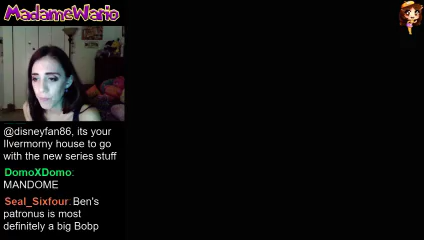 MadameWario
@disneyfan86, its your
Ilvermorny house to go
with the new series stuff
DomoXDomo:
MANDOME
Seal_Sixfour: Ben's
patronus is most
definitely a big Bobp